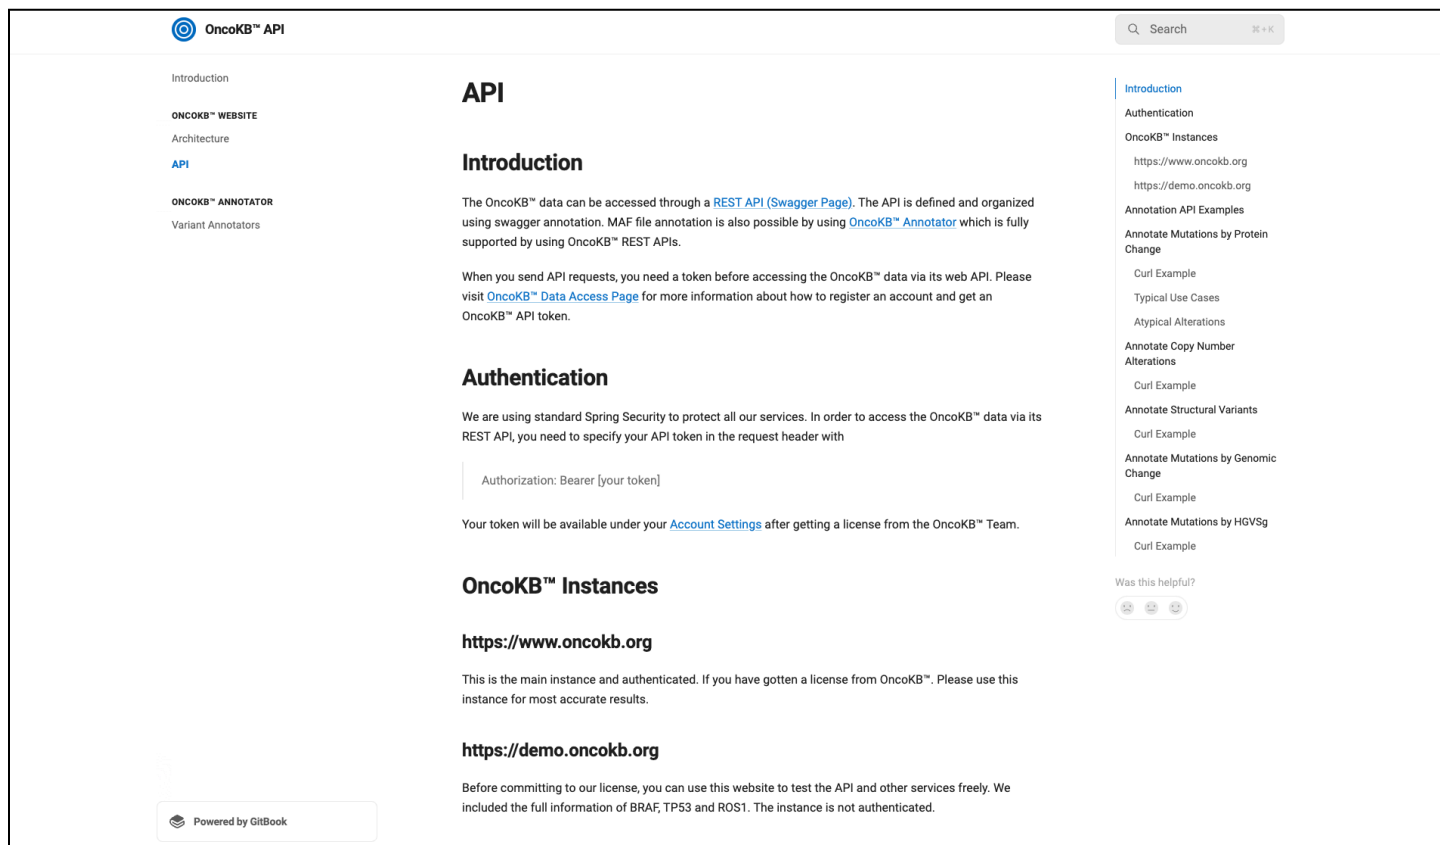 OncoKB™ API
Search
⌘+K
Introduction
ONCOKB™ WEBSITE
Architecture
API
ONCOKB™ ANNOTATOR
Variant Annotators
Powered by GitBook
API
Introduction
The OncoKB™ data can be accessed through a REST API (Swagger Page). The API is defined and organized
using swagger annotation. MAF file annotation is also possible by using OncoKB™ Annotator which is fully
supported by using OncoKB™ REST APIs.
When you send API requests, you need a token before accessing the OncoKB™ data via its web API. Please
visit OncoKB™ Data Access Page for more information about how to register an account and get an
OncoKB™ API token.
Authentication
We are using standard Spring Security to protect all our services. In order to access the OncoKB™ data via its
REST API, you need to specify your API token in the request header with
Authorization: Bearer [your token]
Your token will be available under your Account Settings after getting a license from the OncoKB™ Team.
OncoKB™ Instances
https://www.oncokb.org
This is the main instance and authenticated. If you have gotten a license from OncoKB™. Please use this
instance for most accurate results.
https://demo.oncokb.org
Before committing to our license, you can use this website to test the API and other services freely. We
included the full information of BRAF, TP53 and ROS1. The instance is not authenticated.
Introduction
Authentication
OncoKB™ Instances
https://www.oncokb.org
https://demo.oncokb.org
Annotation API Examples
Annotate Mutations by Protein
Change
Curl Example
Typical Use Cases
Atypical Alterations
Annotate Copy Number
Alterations
Curl Example
Annotate Structural Variants
Curl Example
Annotate Mutations by Genomic
Change
Curl Example
Annotate Mutations by HGVSg
Curl Example
Was this helpful?